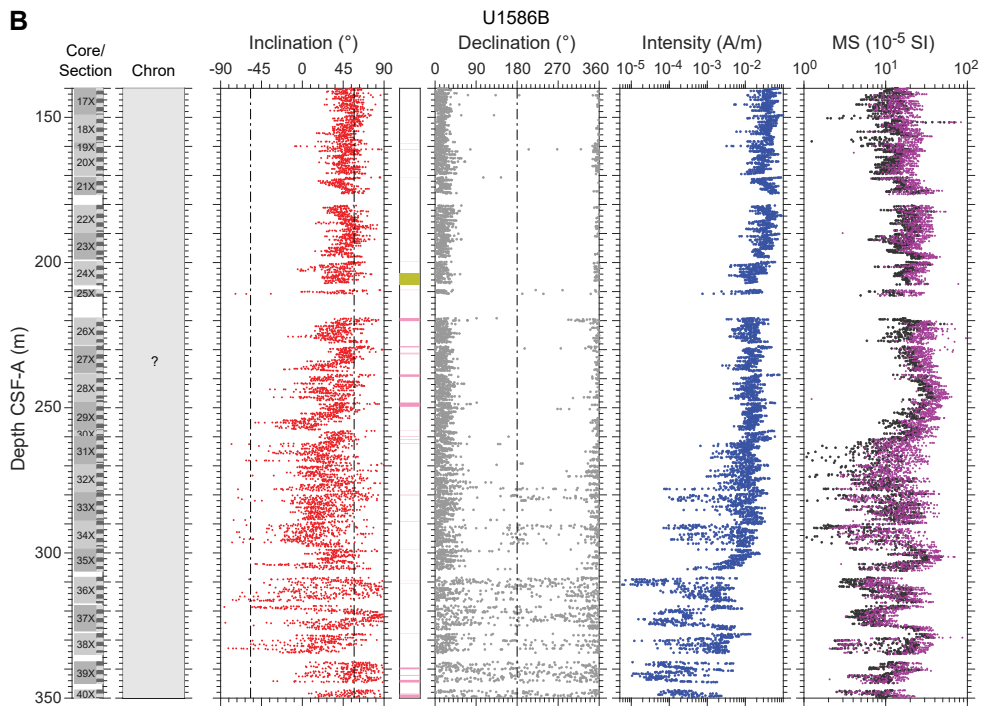 B
U1586B
Core/
Section
Chron
Inclination (°)
Declination (°)
Intensity (A/m)
MS (10⁻⁵ SI)
-90 -45 0 45 90
0 90 180 270 360
10⁻⁵ 10⁻⁴ 10⁻³ 10⁻²
10⁰ 10¹ 10²
Depth CSF-A (m)
150
200
250
300
350
17X
18X
19X
20X
21X
22X
23X
24X
25X
26X
27X
28X
29X
30X
31X
32X
33X
34X
35X
36X
37X
38X
39X
40X
?